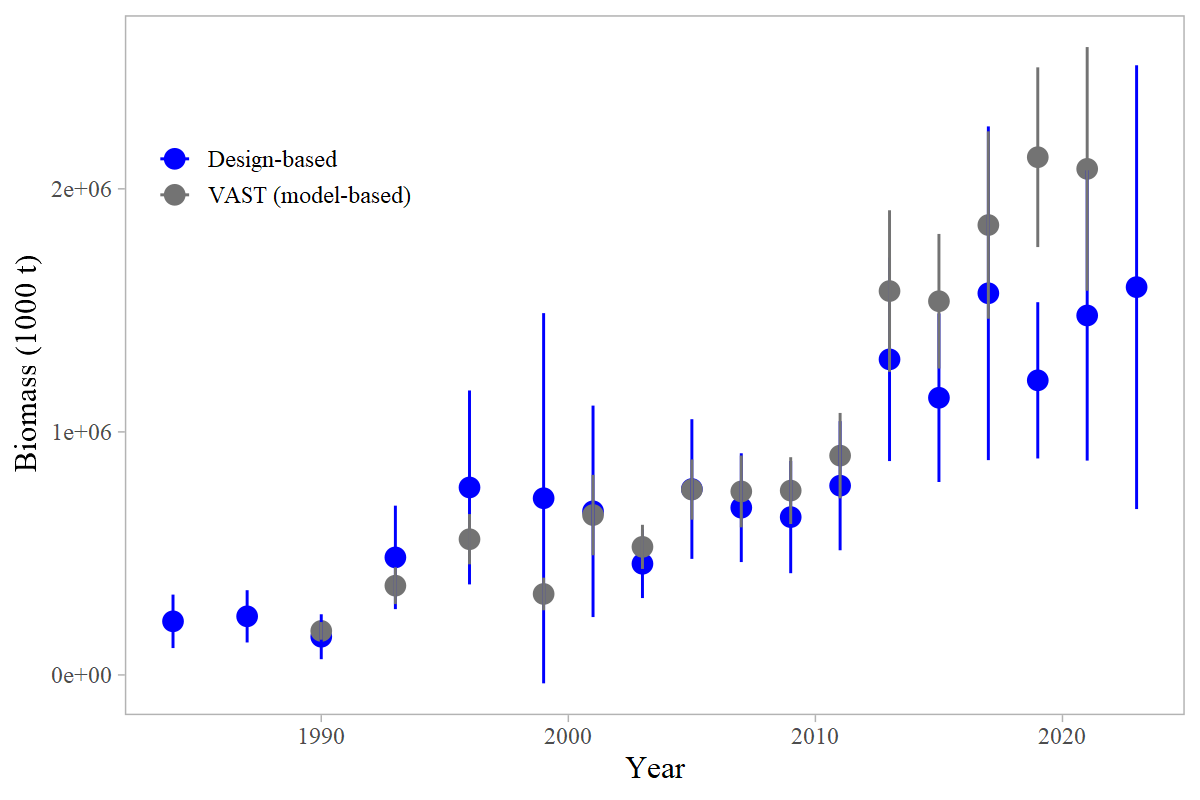 Design-based
VAST (model-based)
Biomass (1000 t)
2e+06
1e+06
0e+00
1990
2000
2010
2020
Year